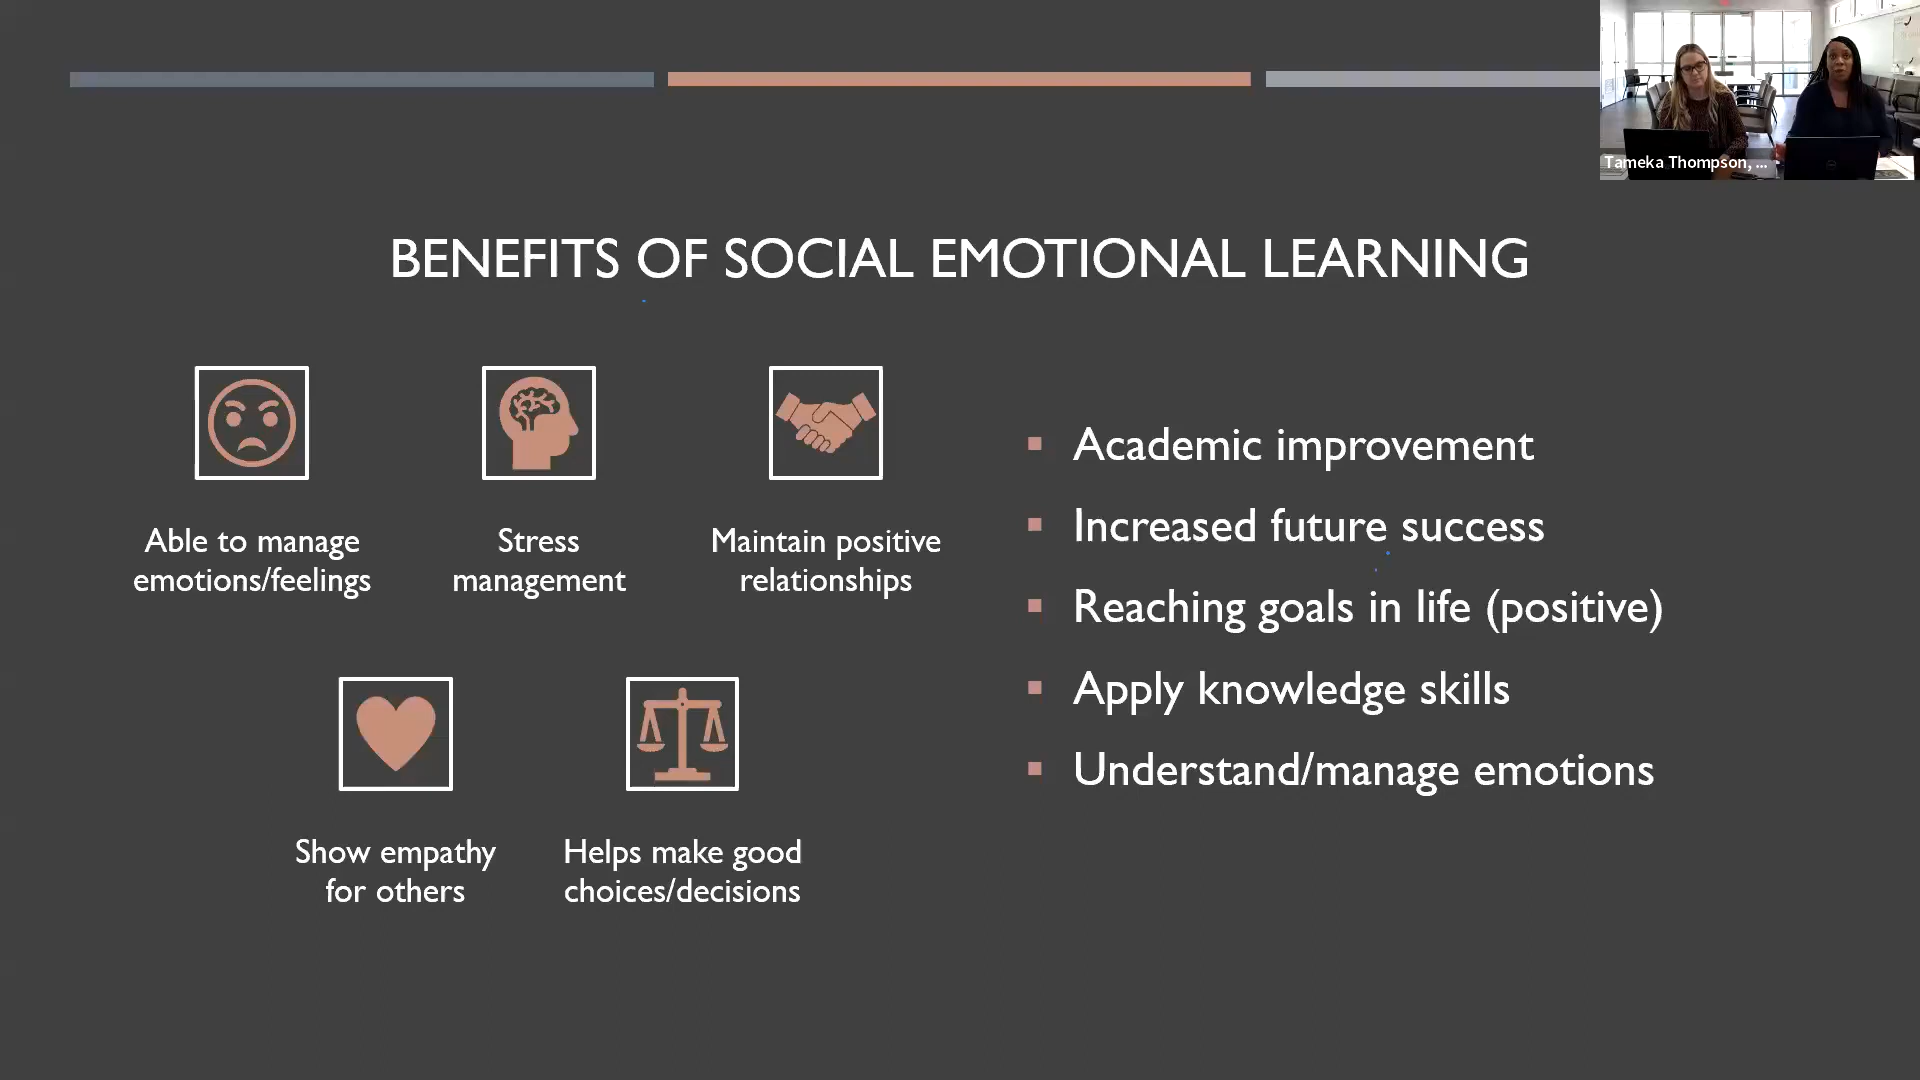 Tameka Thompson, ...
BENEFITS OF SOCIAL EMOTIONAL LEARNING
Able to manage
emotions/feelings
Stress
management
Maintain positive
relationships
Show empathy
for others
Helps make good
choices/decisions
Academic improvement
Increased future success
Reaching goals in life (positive)
Apply knowledge skills
Understand/manage emotions